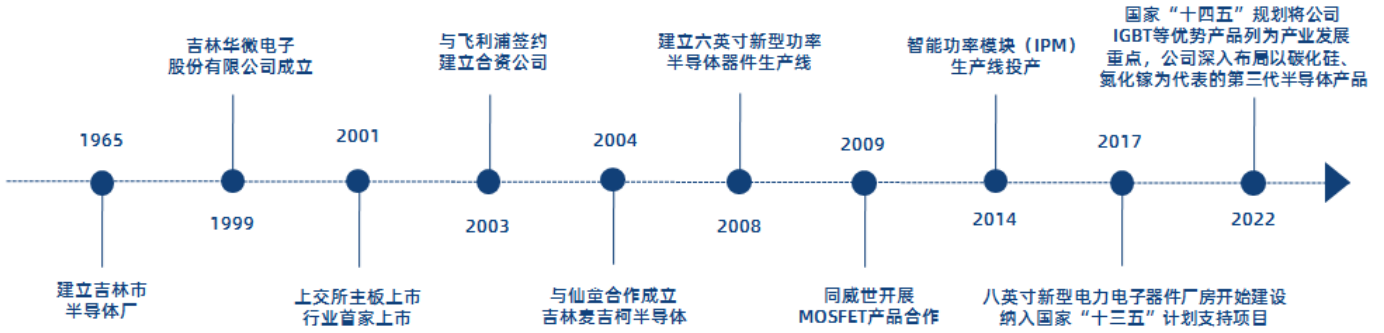 1965
建立吉林市
半导体厂
吉林华微电子
股份有限公司成立
1999
2001
上交所主板上市
行业首家上市
与飞利浦签约
建立合资公司
2003
2004
与仙童合作成立
吉林麦吉柯半导体
建立六英寸新型功率
半导体器件生产线
2008
2009
同威世开展
MOSFET产品合作
智能功率模块（IPM）
生产线投产
2014
2017
八英寸新型电力电子器件厂房开始建设
纳入国家“十三五”计划支持项目
国家“十四五”规划将公司
IGBT等优势产品列为产业发展
重点，公司深入布局以碳化硅、
氮化镓为代表的第三代半导体产品
2022